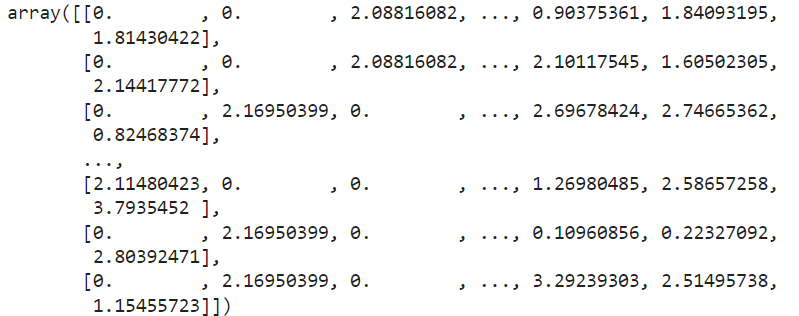 array([[0.        , 0.        , 2.08816082, ..., 0.90375361, 1.84093195,
        1.81430422],
       [0.        , 0.        , 2.08816082, ..., 2.10117545, 1.60502305,
        2.14417772],
       [0.        , 2.16950399, 0.        , ..., 2.69678424, 2.74665362,
        0.82468374],
       ...,
       [2.11480423, 0.        , 0.        , ..., 1.26980485, 2.58657258,
        3.7935452 ],
       [0.        , 2.16950399, 0.        , ..., 0.10960856, 0.22327092,
        2.80392471],
       [0.        , 2.16950399, 0.        , ..., 3.29239303, 2.51495738,
        1.15455723]])